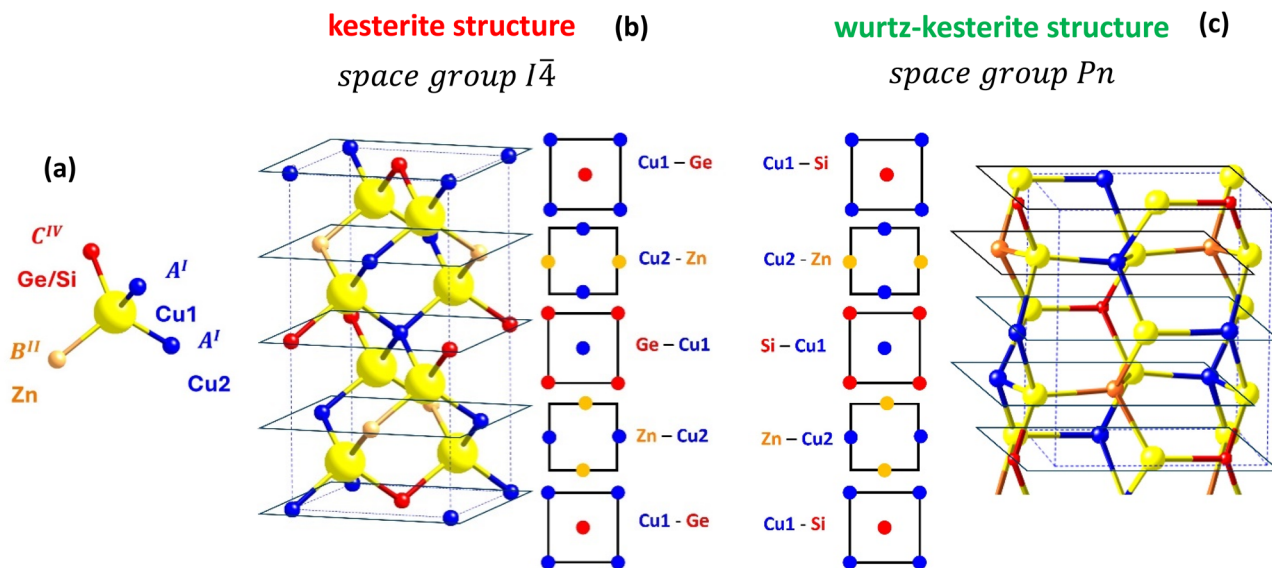 kesterite structure (b)
space group I4̄
wurtz-kesterite structure (c)
space group Pn
(a)
C^IV
Ge/Si
A^I
Cu1
A^I
Cu2
B^II
Zn
Cu1 – Ge
Cu2 - Zn
Ge – Cu1
Zn – Cu2
Cu1 - Ge
Cu1 – Si
Cu2 - Zn
Si – Cu1
Zn – Cu2
Cu1 - Si